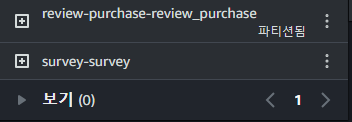 review-purchase-review_purchase
파티션됨
survey-survey
보기 (0)
1